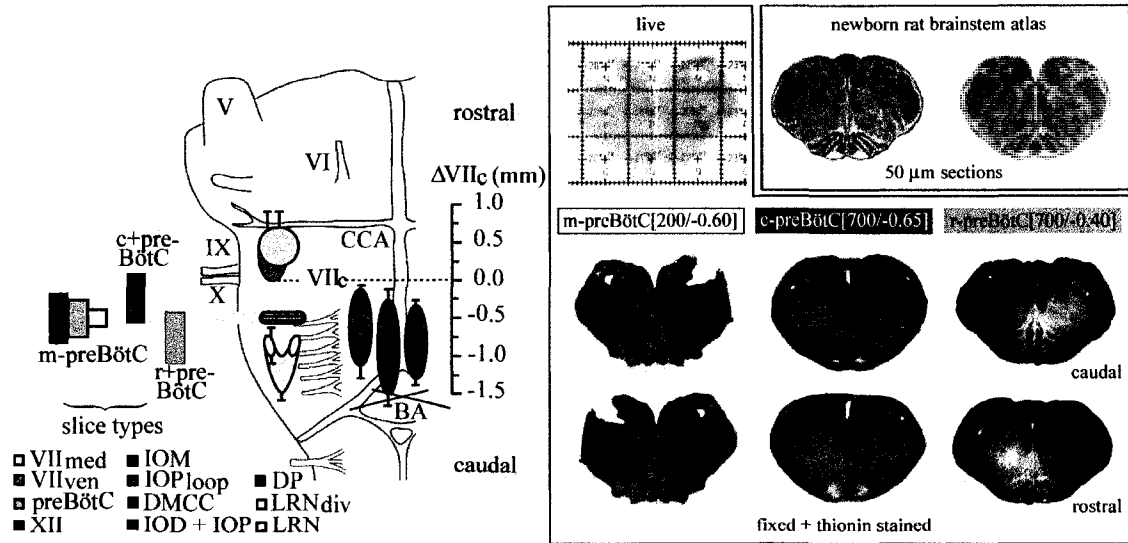 V
VI
rostral
ΔVIIc (mm)
1.0
0.5
0.0
-0.5
-1.0
-1.5
CCA
IX
X
VIIc
c+pre-
BötC
m-preBötC
r+pre-
BötC
BA
slice types
caudal
VIImed
VIIven
preBötC
XII
IOM
IOPloop
DMCC
IOD + IOP
DP
LRNdiv
LRN
live
newborn rat brainstem atlas
50 µm sections
m-preBötC[200/-0.60]
c-preBötC[700/-0.65]
r-preBötC[700/-0.40]
caudal
rostral
fixed + thionin stained